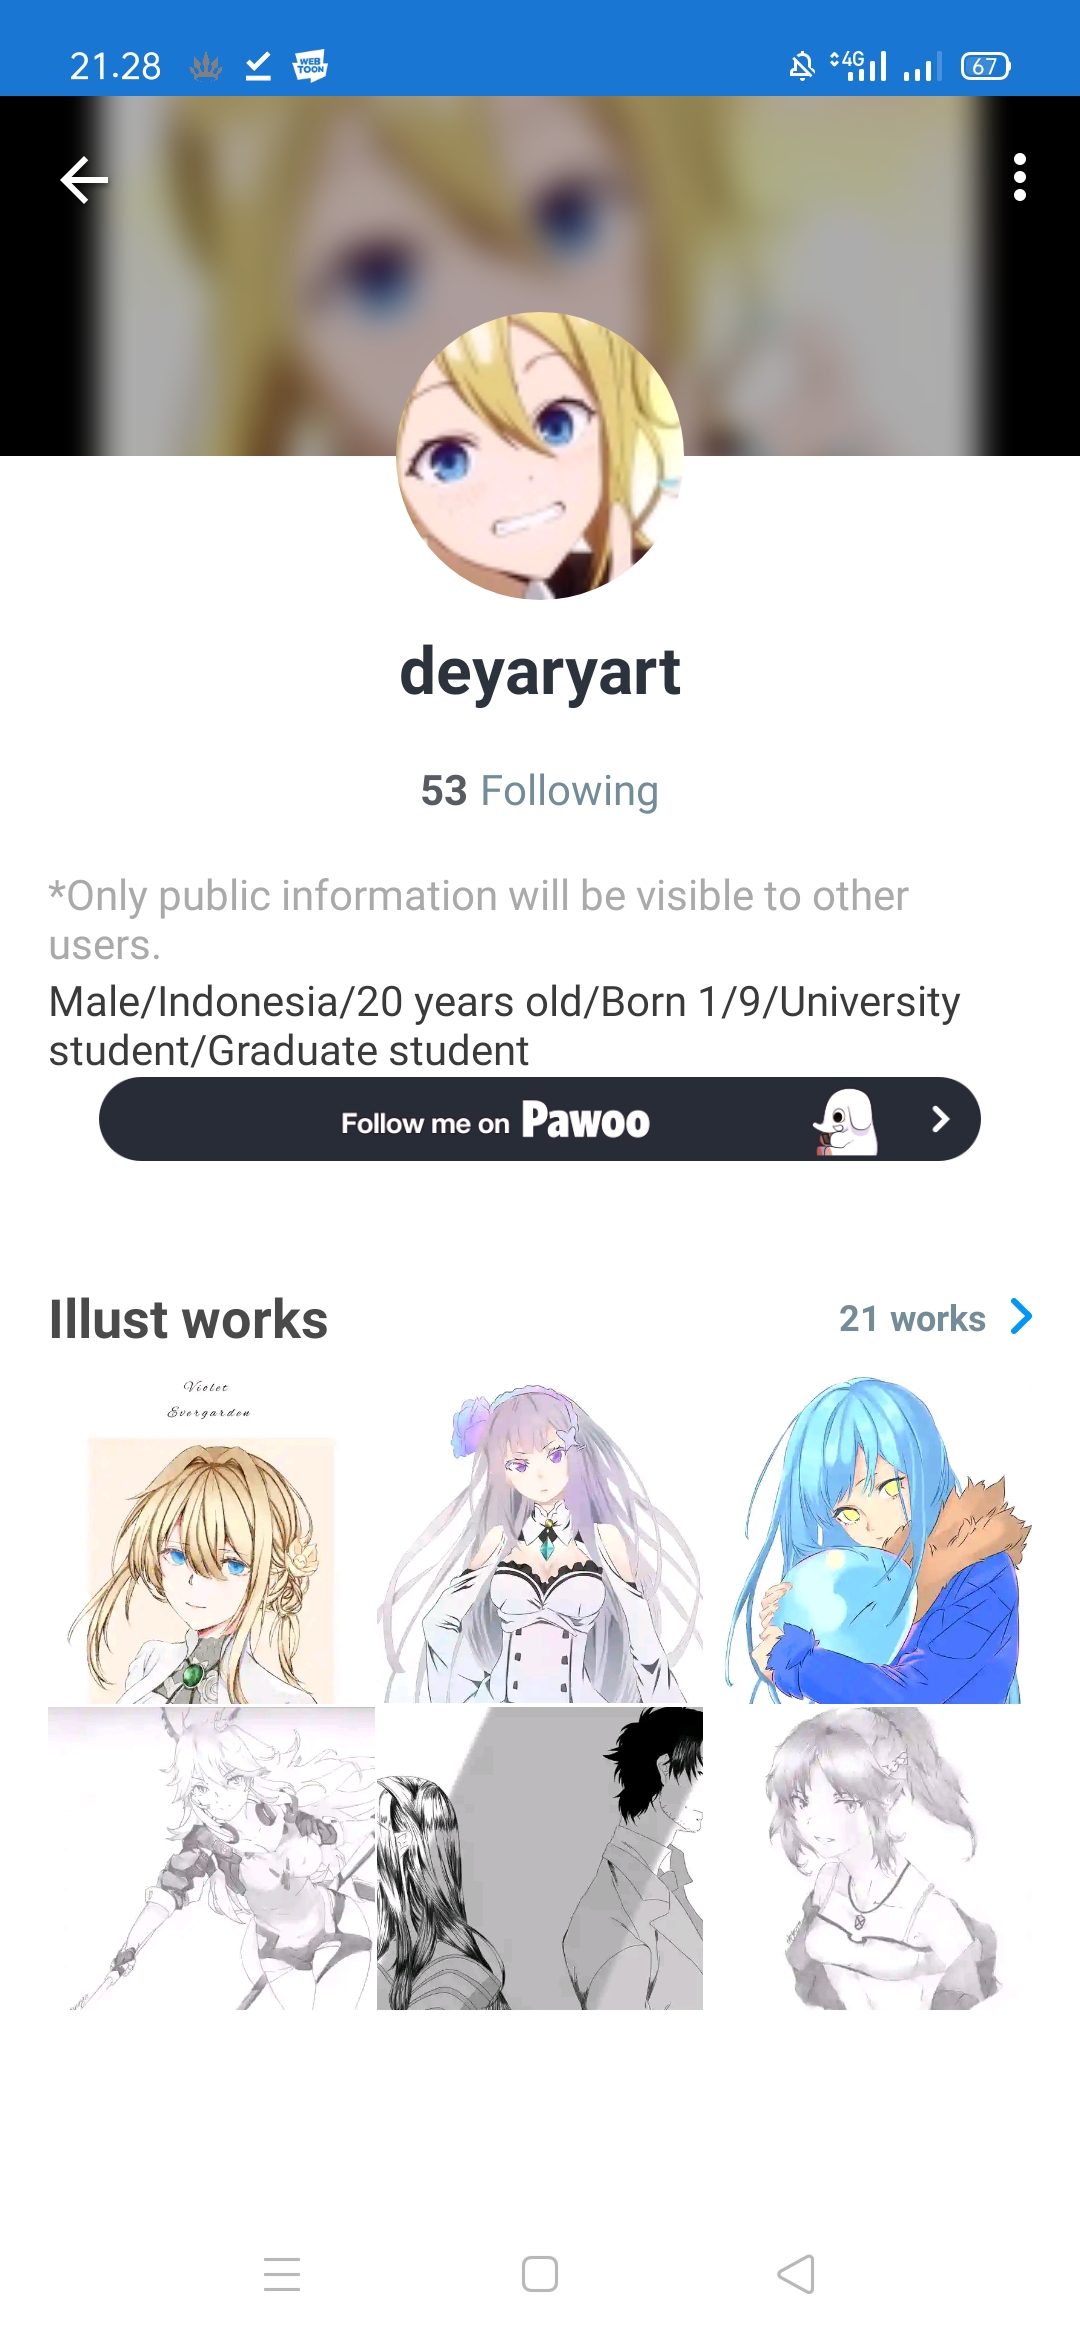 21.28
WEB
TOON
4G
67
deyaryart
53 Following
*Only public information will be visible to other
users.
Male/Indonesia/20 years old/Born 1/9/University
student/Graduate student
Follow me on Pawoo
Illust works
21 works
Violet
Evergarden